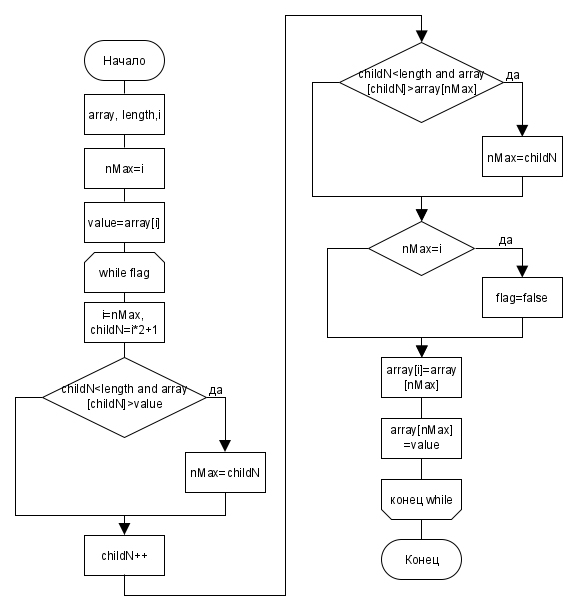 Начало
array, length,i
nMax=i
value=array[i]
while flag
i=nMax,
childN=i*2+1
childN<length and array
[childN]>value
да
nMax=childN
childN++
childN<length and array
[childN]>array[nMax]
да
nMax=childN
nMax=i
да
flag=false
array[i]=array
[nMax]
array[nMax]
=value
конец while
Конец